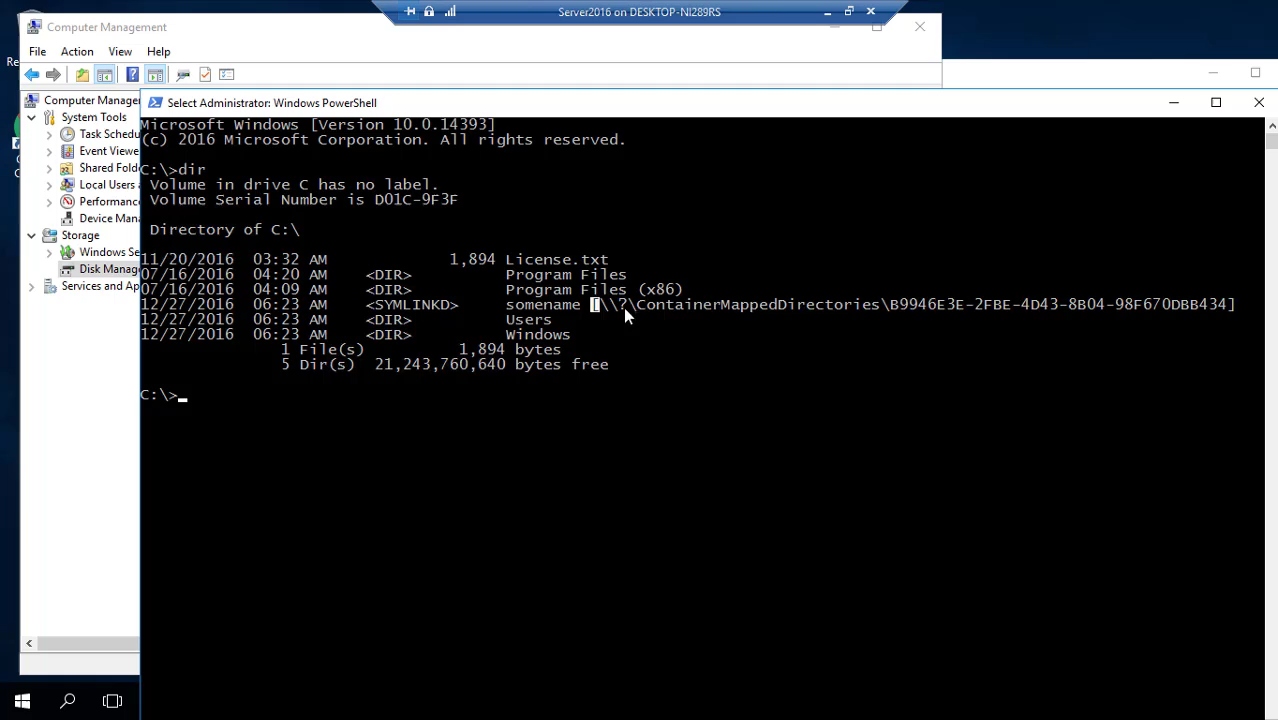 Server2016 on DESKTOP-NI289RS
Computer Management
File Action View Help
Select Administrator: Windows PowerShell
Computer Manager
System Tools
Task Schedu
Event Viewe
Shared Folde
Local Users a
Performance
Device Mana
Storage
Windows Se
Disk Manage
Services and Ap
Microsoft Windows [Version 10.0.14393]
(c) 2016 Microsoft Corporation. All rights reserved.
C:\>dir
Volume in drive C has no label.
Volume Serial Number is D01C-9F3F
Directory of C:\
11/20/2016 03:32 AM 1,894 License.txt
07/16/2016 04:20 AM <DIR> Program Files
07/16/2016 04:09 AM <DIR> Program Files (x86)
12/27/2016 06:23 AM <SYMLINKD> somename [\\?\ContainerMappedDirectories\B9946E3E-2FBE-4D43-8B04-98F670DBB434]
12/27/2016 06:23 AM <DIR> Users
12/27/2016 06:23 AM <DIR> Windows
1 File(s) 1,894 bytes
5 Dir(s) 21,243,760,640 bytes free
C:\>_